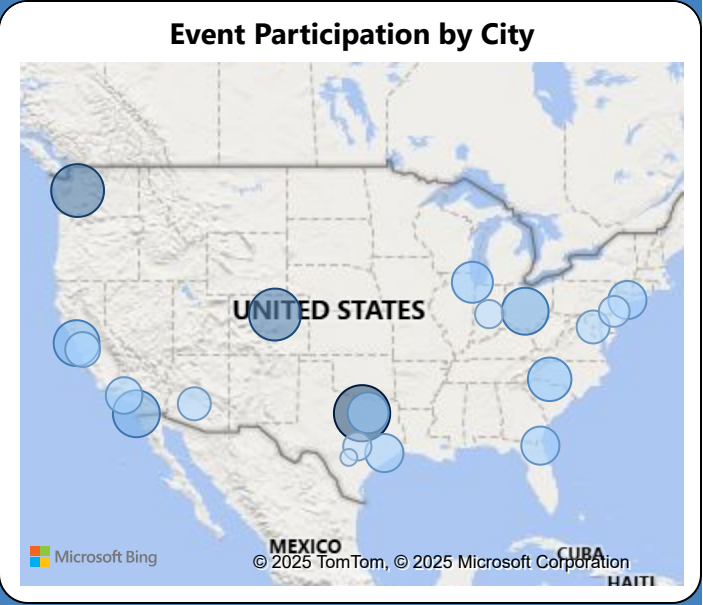 Event Participation by City
UNITED STATES
MEXICO
CUBA
Microsoft Bing
© 2025 TomTom, © 2025 Microsoft Corporation
HAITI